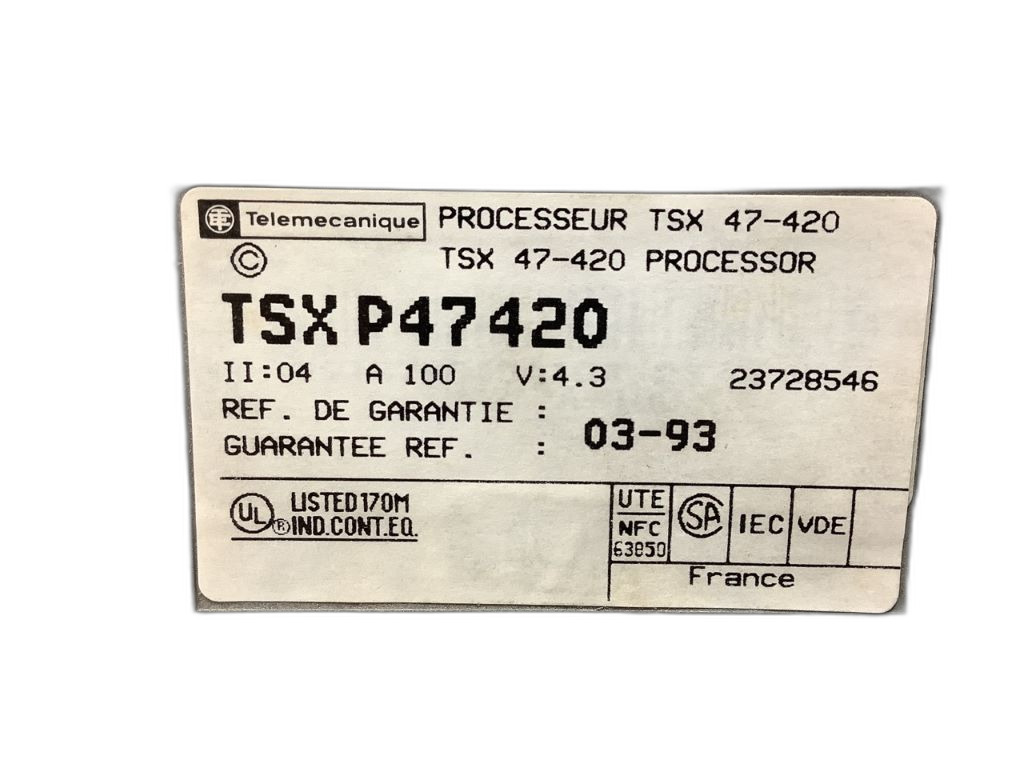 Telemecanique PROCESSEUR TSX 47-420
© TSX 47-420 PROCESSOR
TSX P47420
II:04 A 100 V:4.3 23728546
REF. DE GARANTIE :
GUARANTEE REF. : 03-93
UL ® LISTED 170M
IND.CONT.EQ.
UTE
NFC
63850
SA IEC VDE
France